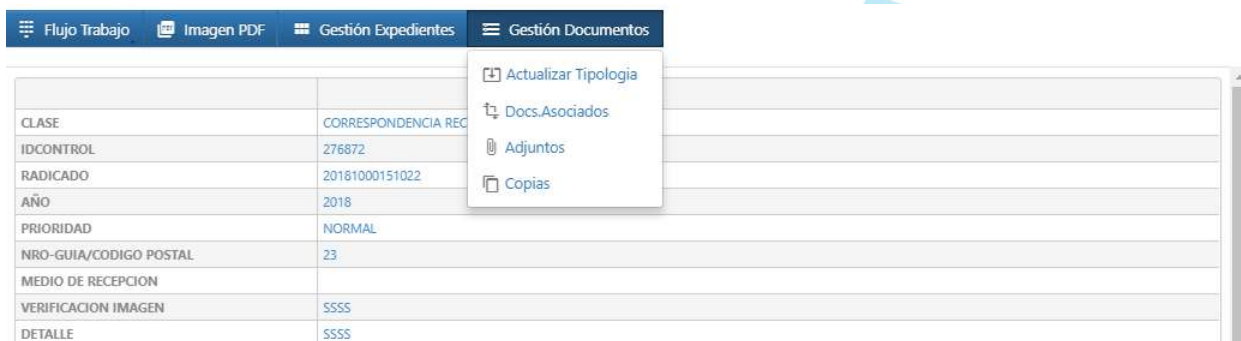 Flujo Trabajo Imagen PDF Gestión Expedientes Gestión Documentos
Actualizar Tipologia
Docs.Asociados
Adjuntos
Copias
CLASE CORRESPONDENCIA REC
IDCONTROL 276872
RADICADO 20181000151022
AÑO 2018
PRIORIDAD NORMAL
NRO-GUIA/CODIGO POSTAL 23
MEDIO DE RECEPCION
VERIFICACION IMAGEN SSSS
DETALLE SSSS